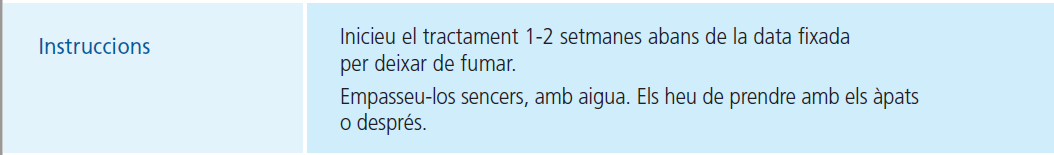 Instruccions
Inicieu el tractament 1-2 setmanes abans de la data fixada
per deixar de fumar.
Empasseu-los sencers, amb aigua. Els heu de prendre amb els àpats
o després.